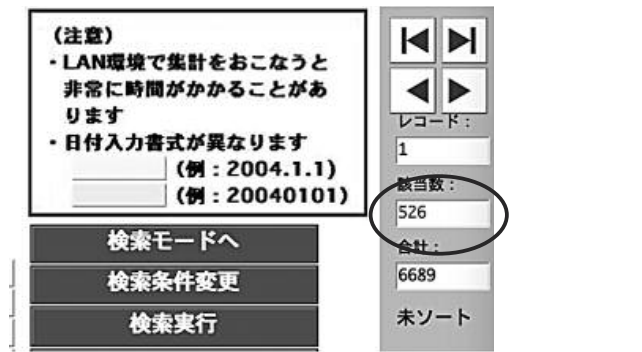 (注意)
・LAN環境で集計をおこなうと
非常に時間がかかることがあ
ります
・日付入力書式が異なります
(例：2004.1.1)
(例：20040101)
検索モードへ
検索条件変更
検索実行
レコード：
1
該当数：
526
合計：
6689
未ソート